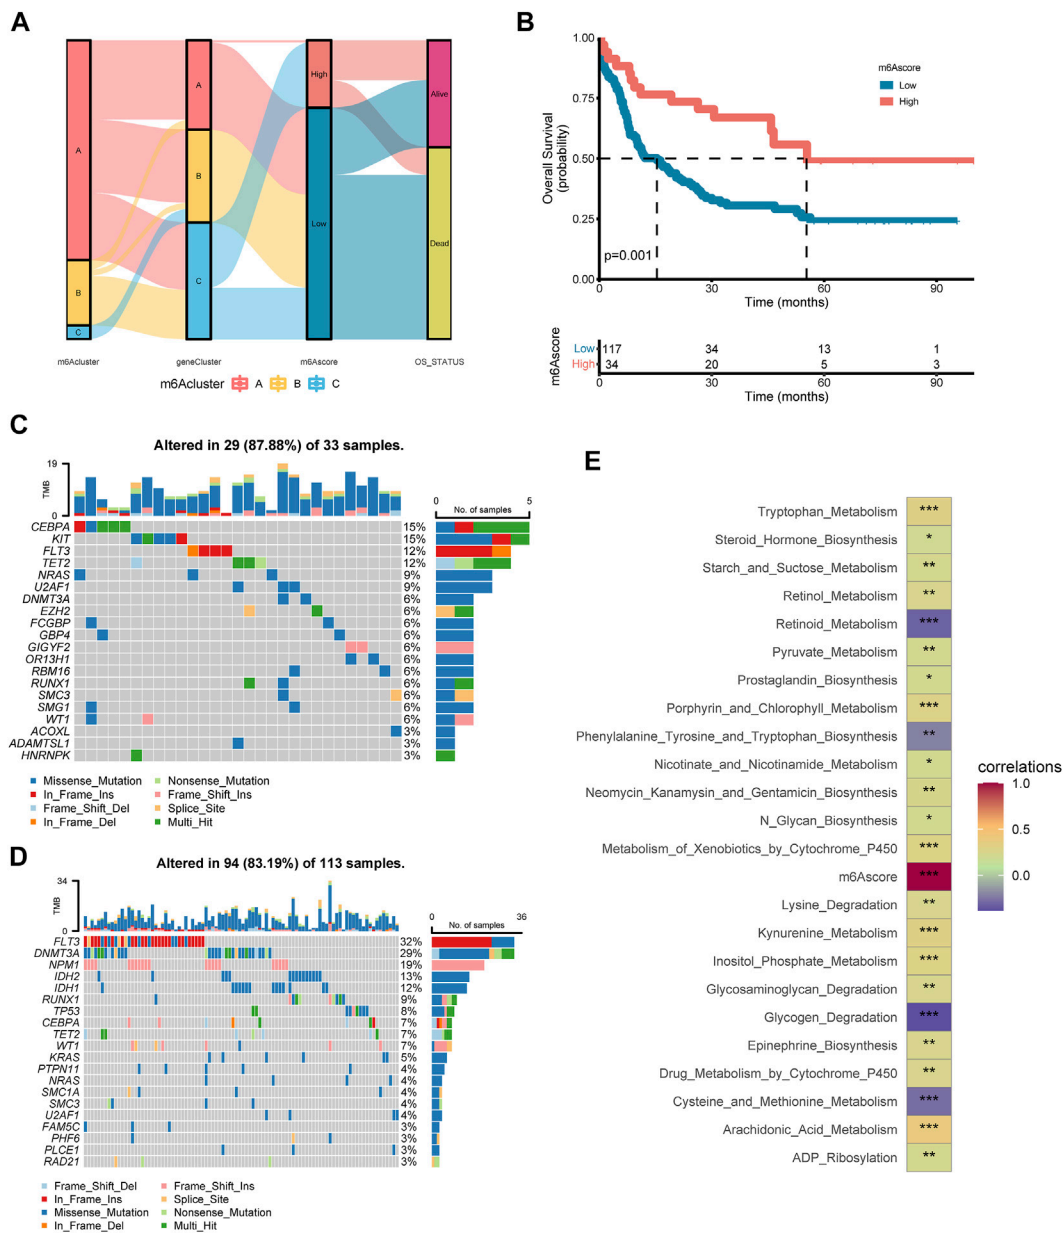 A
A
B
C
m6Acluster
A
B
C
geneCluster
High
Low
m6Ascore
Alive
Dead
OS_STATUS
m6Acluster A B C
B
Overall Survival
(probability)
1.00
0.75
0.50
0.25
0.00
p=0.001
m6Ascore
Low
High
0 30 60 90
Time (months)
m6Ascore
Low 117 34 13 1
High 34 20 5 3
0 30 60 90
Time (months)
C
Altered in 29 (87.88%) of 33 samples.
TMB
19
0
0 5
No. of samples
CEBPA 15%
KIT 15%
FLT3 12%
TET2 12%
NRAS 9%
U2AF1 9%
DNMT3A 6%
EZH2 6%
FCGBP 6%
GBP4 6%
GIGYF2 6%
OR13H1 6%
RBM16 6%
RUNX1 6%
SMC3 6%
SMG1 6%
WT1 6%
ACOXL 3%
ADAMTSL1 3%
HNRNPK 3%
Missense_Mutation Nonsense_Mutation
In_Frame_Ins Frame_Shift_Ins
Frame_Shift_Del Splice_Site
In_Frame_Del Multi_Hit
D
Altered in 94 (83.19%) of 113 samples.
TMB
34
0
0 36
No. of samples
FLT3 32%
DNMT3A 29%
NPM1 19%
IDH2 13%
IDH1 12%
RUNX1 9%
TP53 8%
CEBPA 7%
TET2 7%
WT1 7%
KRAS 5%
PTPN11 4%
NRAS 4%
SMC1A 4%
SMC3 4%
U2AF1 4%
FAM5C 3%
PHF6 3%
PLCE1 3%
RAD21 3%
Frame_Shift_Del Frame_Shift_Ins
In_Frame_Ins Splice_Site
Missense_Mutation Nonsense_Mutation
In_Frame_Del Multi_Hit
E
Tryptophan_Metabolism ***
Steroid_Hormone_Biosynthesis *
Starch_and_Sucrose_Metabolism **
Retinol_Metabolism **
Retinoid_Metabolism ***
Pyruvate_Metabolism **
Prostaglandin_Biosynthesis *
Porphyrin_and_Chlorophyll_Metabolism ***
Phenylalanine_Tyrosine_and_Tryptophan_Biosynthesis **
Nicotinate_and_Nicotinamide_Metabolism *
Neomycin_Kanamysin_and_Gentamicin_Biosynthesis **
N_Glycan_Biosynthesis *
Metabolism_of_Xenobiotics_by_Cytochrome_P450 ***
m6Ascore ***
Lysine_Degradation **
Kynurenine_Metabolism ***
Inositol_Phosphate_Metabolism ***
Glycosaminoglycan_Degradation **
Glycogen_Degradation ***
Epinephrine_Biosynthesis **
Drug_Metabolism_by_Cytochrome_P450 **
Cysteine_and_Methionine_Metabolism ***
Arachidonic_Acid_Metabolism ***
ADP_Ribosylation **
correlations
1.0
0.5
0.0